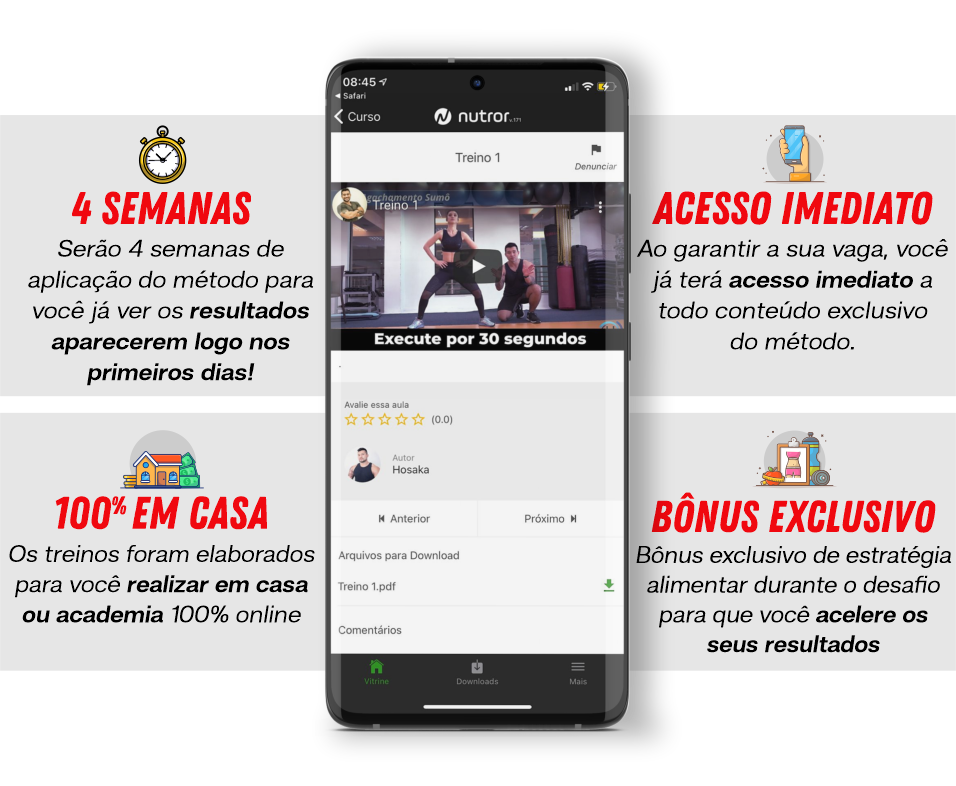 4 SEMANAS
Serão 4 semanas de
aplicação do método para
você já ver os resultados
aparecerem logo nos
primeiros dias!
100% EM CASA
Os treinos foram elaborados
para você realizar em casa
ou academia 100% online
08:45
Safari
Curso
nutror v.171
Treino 1
Denunciar
Agachamento Sumô
Treino 1
Execute por 30 segundos
Avalie essa aula
(0.0)
Autor
Hosaka
Anterior
Próximo
Arquivos para Download
Treino 1.pdf
Comentários
Vitrine
Downloads
Mais
ACESSO IMEDIATO
Ao garantir a sua vaga, você
já terá acesso imediato a
todo conteúdo exclusivo
do método.
BÔNUS EXCLUSIVO
Bônus exclusivo de estratégia
alimentar durante o desafio
para que você acelere os
seus resultados